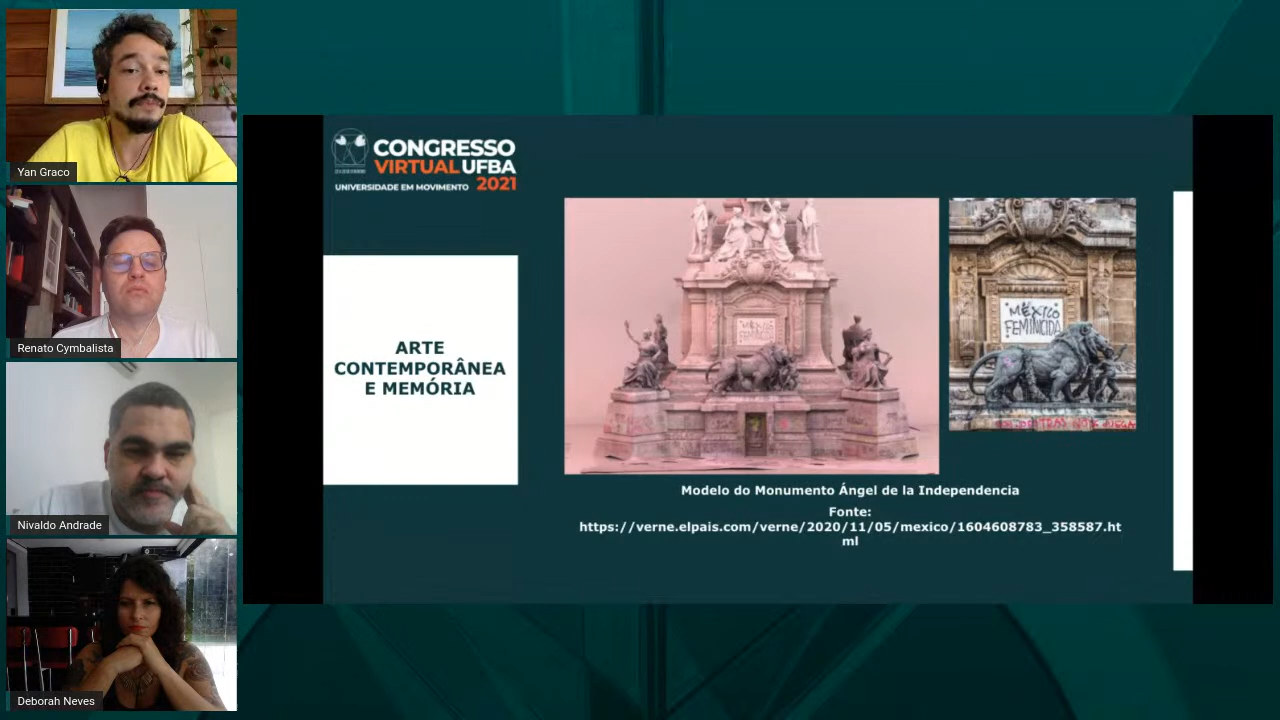 Yan Graco
Renato Cymbalista
Nivaldo Andrade
Deborah Neves
CONGRESSO
VIRTUAL UFBA
UNIVERSIDADE EM MOVIMENTO 2021
ARTE
CONTEMPORÂNEA
E MEMÓRIA
MÉXICO
FEMINICIDA
MÉXICO
FEMINICIDA
Modelo do Monumento Ángel de la Independencia
Fonte:
https://verne.elpais.com/verne/2020/11/05/mexico/1604608783_358587.ht
ml